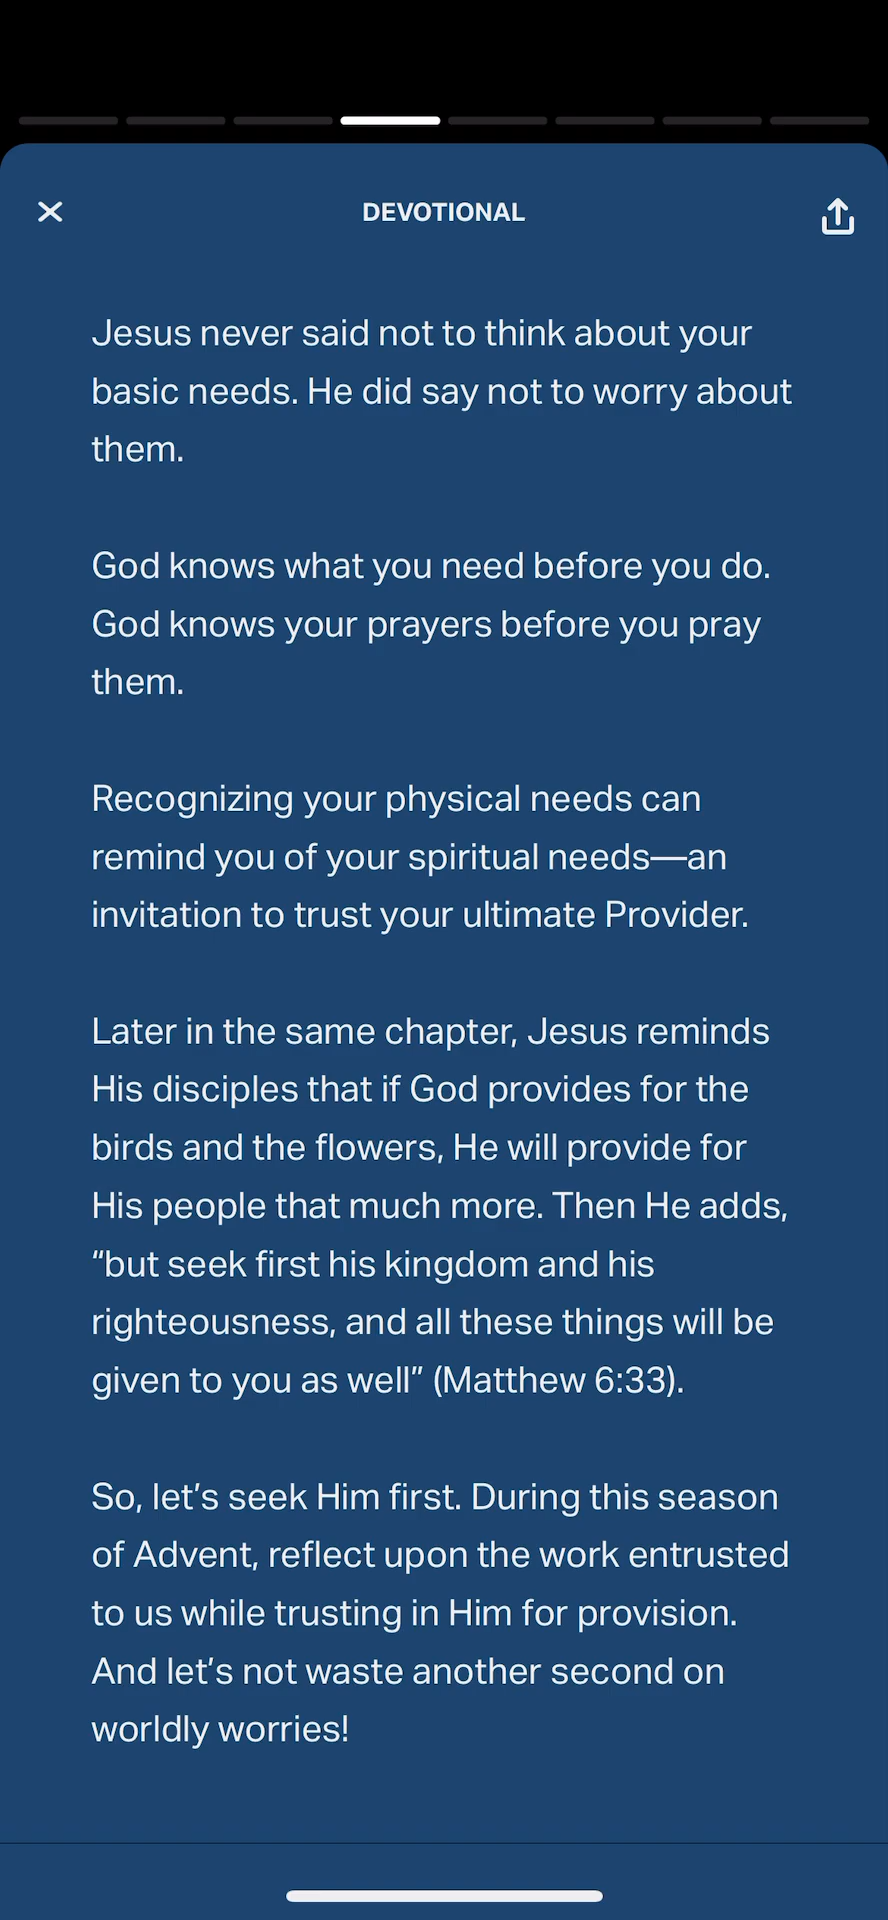 DEVOTIONAL
Jesus never said not to think about your
basic needs. He did say not to worry about
them.
God knows what you need before you do.
God knows your prayers before you pray
them.
Recognizing your physical needs can
remind you of your spiritual needs—an
invitation to trust your ultimate Provider.
Later in the same chapter, Jesus reminds
His disciples that if God provides for the
birds and the flowers, He will provide for
His people that much more. Then He adds,
“but seek first his kingdom and his
righteousness, and all these things will be
given to you as well” (Matthew 6:33).
So, let’s seek Him first. During this season
of Advent, reflect upon the work entrusted
to us while trusting in Him for provision.
And let’s not waste another second on
worldly worries!